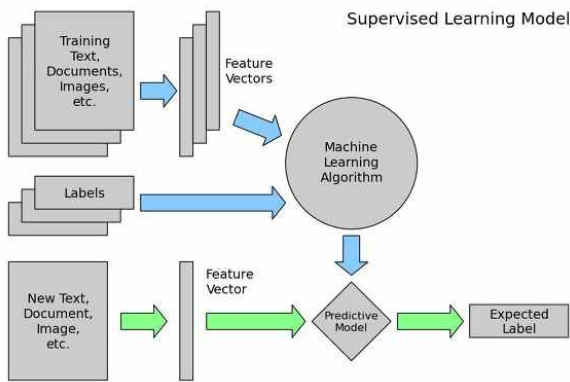 Supervised Learning Model
Training
Text,
Documents,
Images,
etc.
Feature
Vectors
Machine
Learning
Algorithm
Labels
New Text,
Document,
Image,
etc.
Feature
Vector
Predictive
Model
Expected
Label